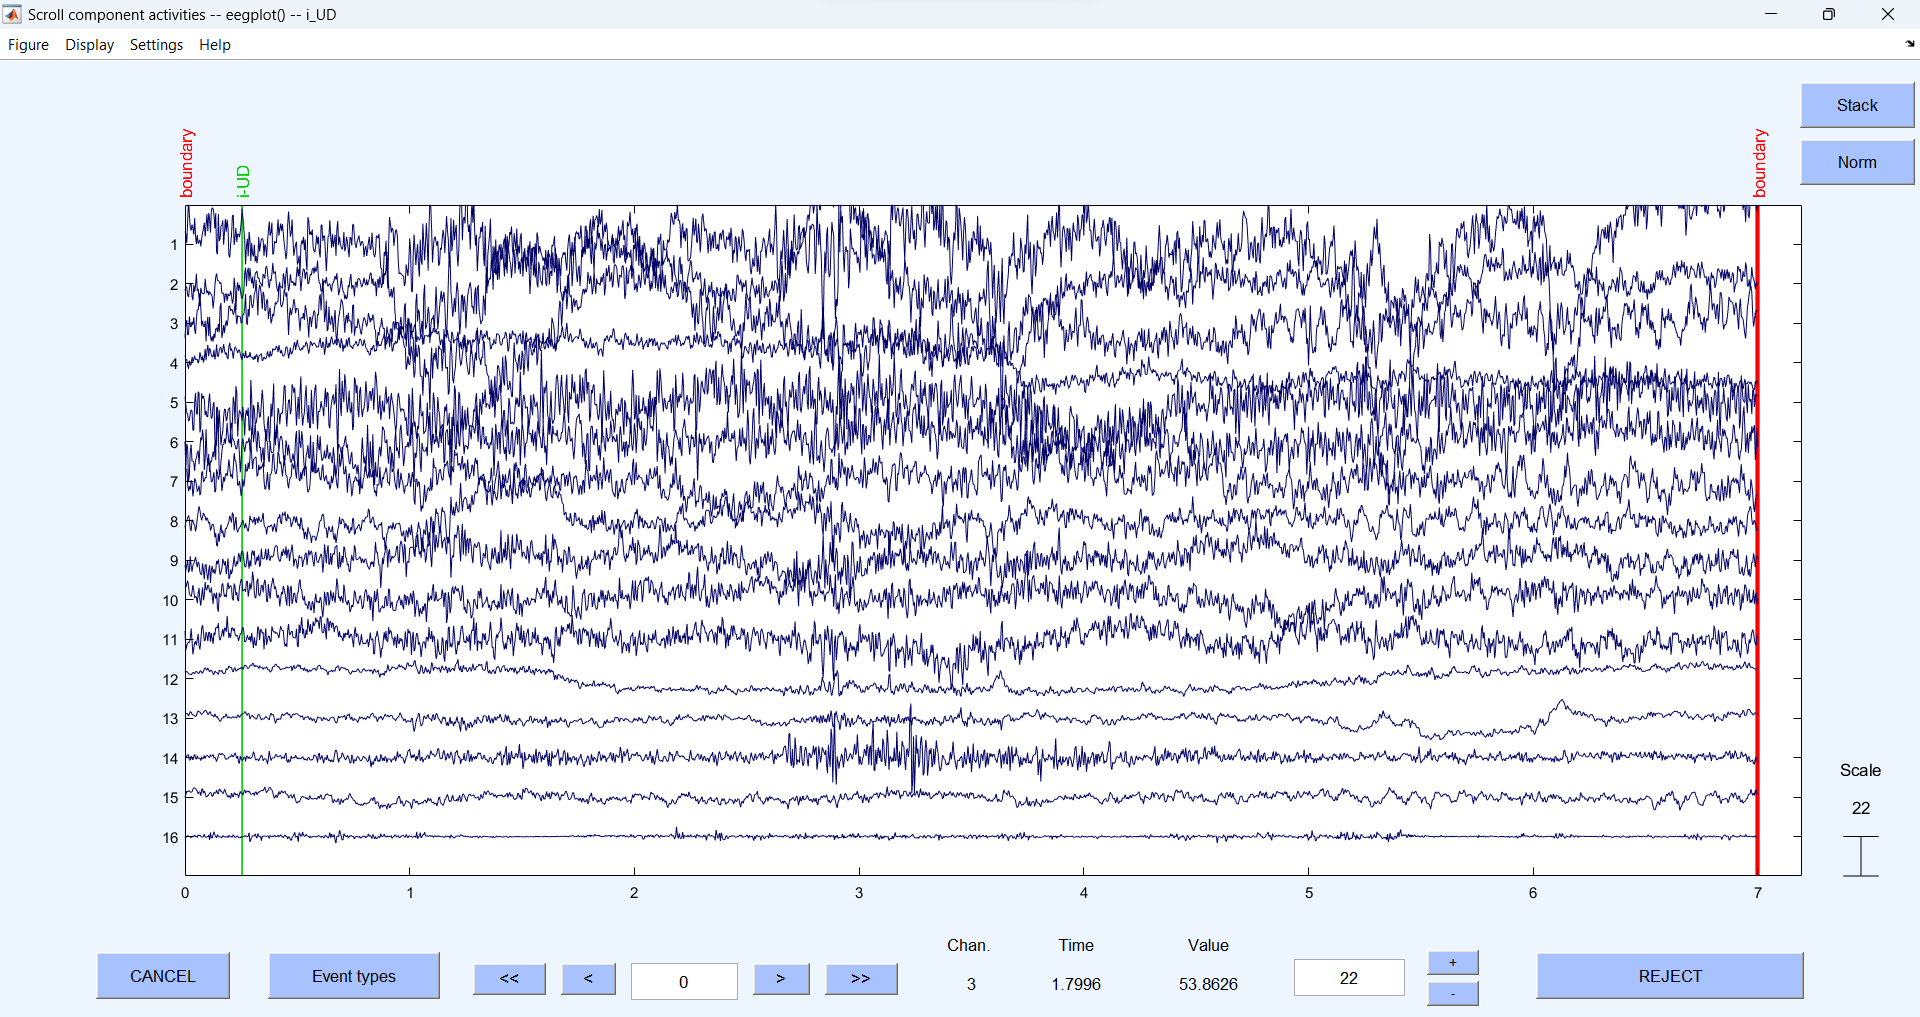 Scroll component activities -- eegplot() -- i_UD
Figure Display Settings Help
Stack
Norm
boundary
i-UD
boundary
1
2
3
4
5
6
7
8
9
10
11
12
13
14
15
16
0 1 2 3 4 5 6 7
Scale
22
Chan. Time Value
3 1.7996 53.8626
CANCEL Event types << < 0 > >> 22 + - REJECT